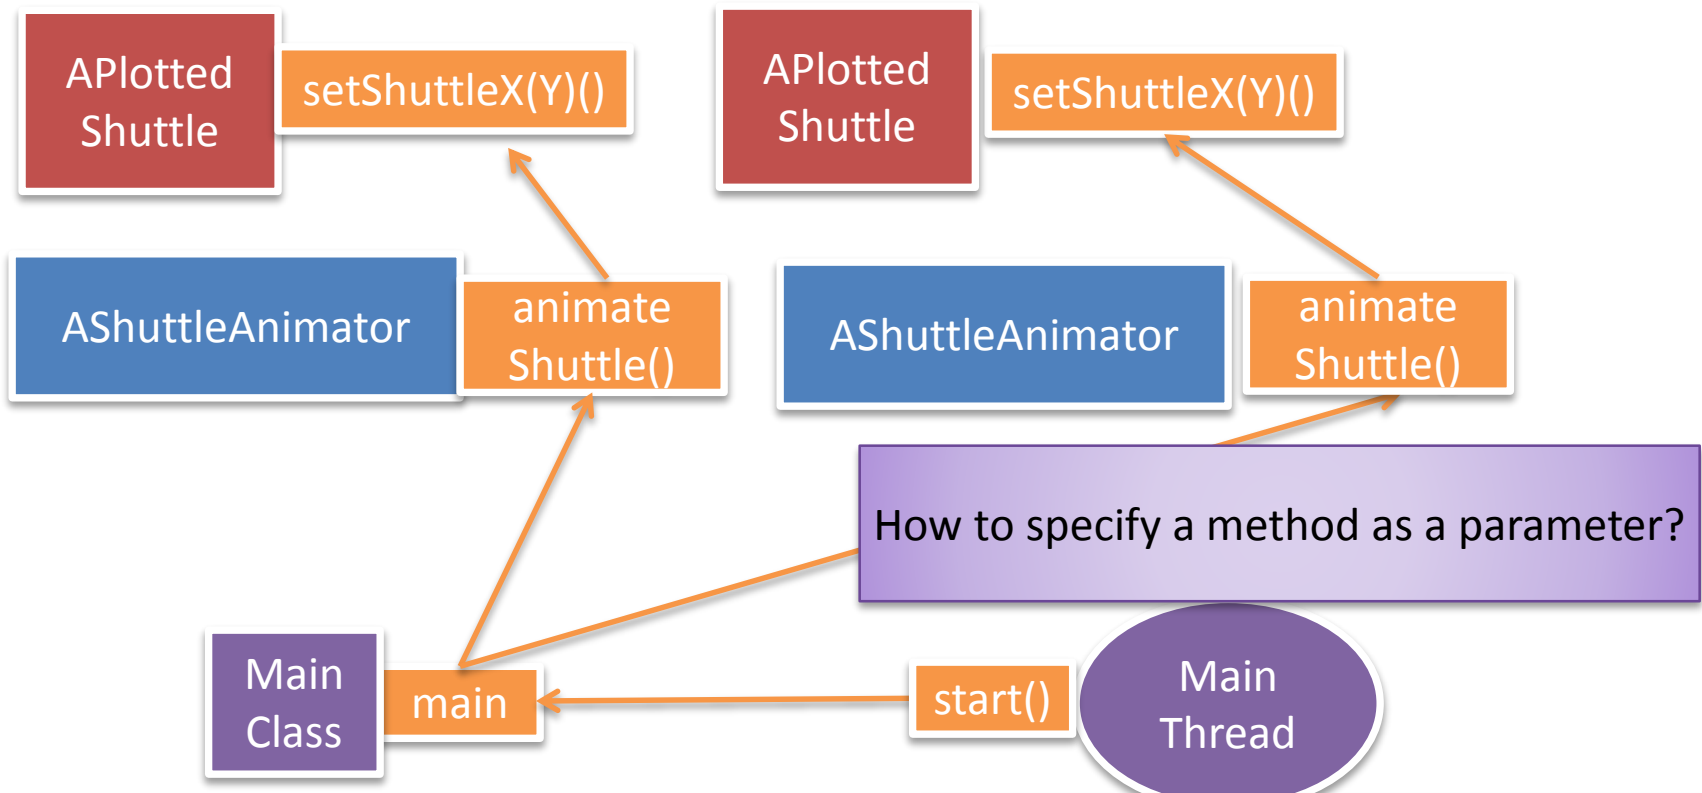 APlotted
Shuttle
setShuttleX(Y)()
APlotted
Shuttle
setShuttleX(Y)()
AShuttleAnimator
animate
Shuttle()
AShuttleAnimator
animate
Shuttle()
How to specify a method as a parameter?
Main
Class
main
start()
Main
Thread